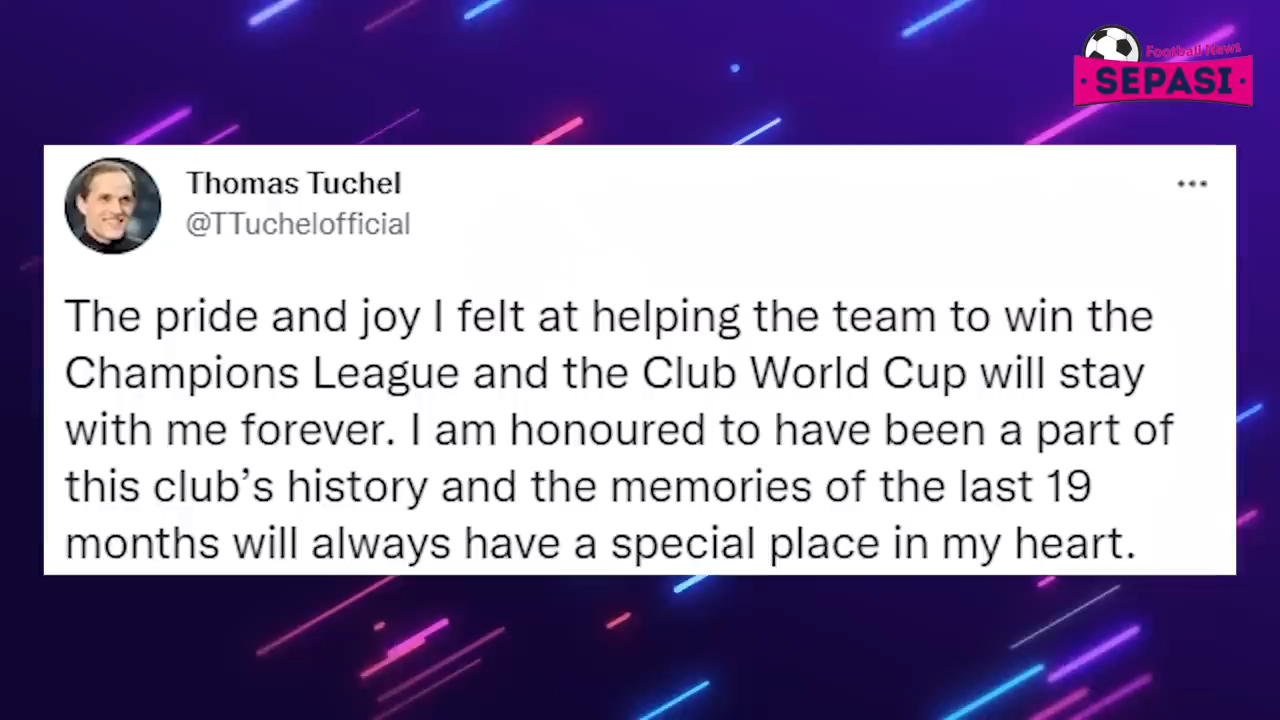 Football News
· SEPASI ·
Thomas Tuchel
@TTuchelofficial
The pride and joy I felt at helping the team to win the
Champions League and the Club World Cup will stay
with me forever. I am honoured to have been a part of
this club’s history and the memories of the last 19
months will always have a special place in my heart.